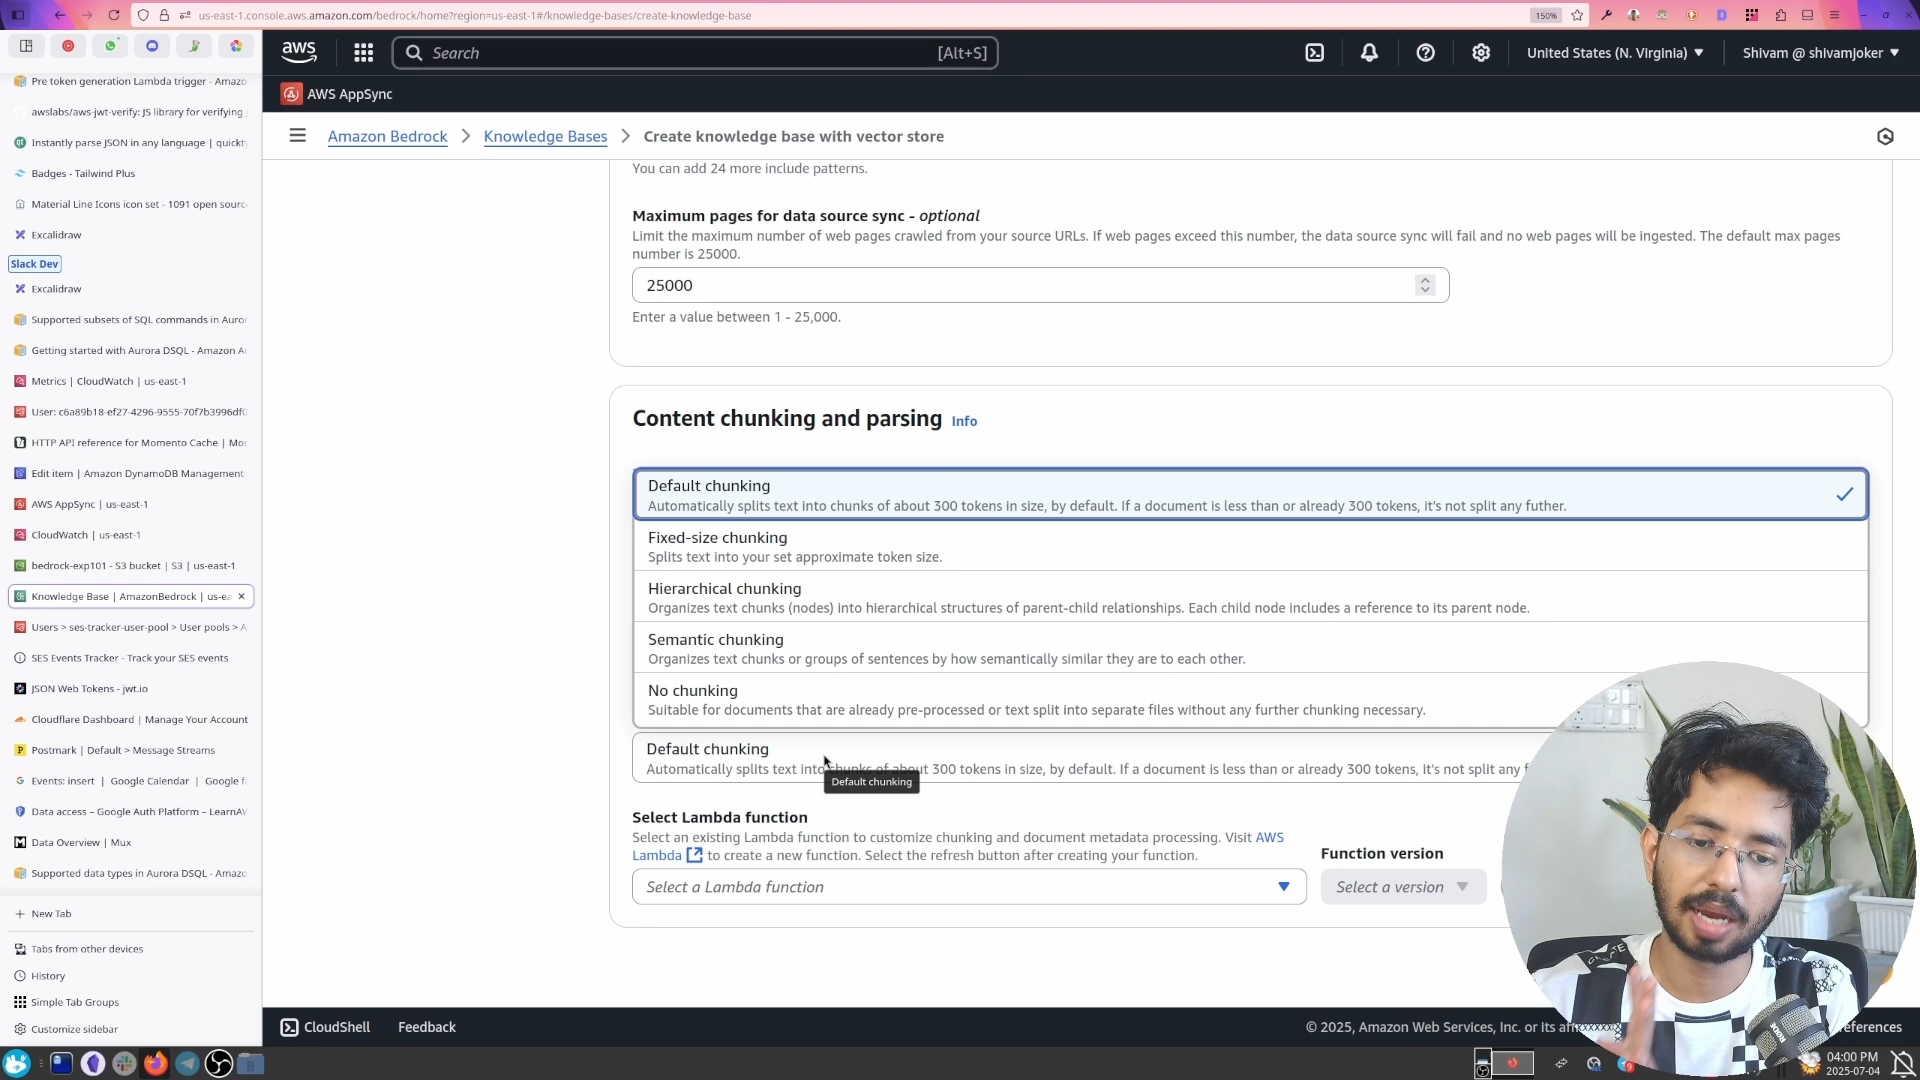 us-east-1.console.aws.amazon.com/bedrock/home?region=us-east-1#/knowledge-bases/create-knowledge-base
150%
aws
Search
[Alt+S]
United States (N. Virginia)
Shivam @ shivamjoker
AWS AppSync
Amazon Bedrock
Knowledge Bases
Create knowledge base with vector store
Pre token generation Lambda trigger - Amazo
awslabs/aws-jwt-verify: JS library for verifying
Instantly parse JSON in any language | quickt
Badges - Tailwind Plus
Material Line Icons icon set - 1091 open sourc
Excalidraw
Slack Dev
Excalidraw
Supported subsets of SQL commands in Auror
Getting started with Aurora DSQL - Amazon A
Metrics | CloudWatch | us-east-1
User: c6a89b18-ef27-4296-9555-70f7b3996df0
HTTP API reference for Momento Cache | Mo
Edit item | Amazon DynamoDB Management
AWS AppSync | us-east-1
CloudWatch | us-east-1
bedrock-exp101 - S3 bucket | S3 | us-east-1
Knowledge Base | AmazonBedrock | us-ea
Users > ses-tracker-user-pool > User pools > A
SES Events Tracker - Track your SES events
JSON Web Tokens - jwt.io
Cloudflare Dashboard | Manage Your Account
Postmark | Default > Message Streams
Events: insert | Google Calendar | Google f
Data access – Google Auth Platform – LearnAW
Data Overview | Mux
Supported data types in Aurora DSQL - Amazo
New Tab
Tabs from other devices
History
Simple Tab Groups
Customize sidebar
You can add 24 more include patterns.
Maximum pages for data source sync - optional
Limit the maximum number of web pages crawled from your source URLs. If web pages exceed this number, the data source sync will fail and no web pages will be ingested. The default max pages
number is 25000.
25000
Enter a value between 1 - 25,000.
Content chunking and parsing Info
Default chunking
Automatically splits text into chunks of about 300 tokens in size, by default. If a document is less than or already 300 tokens, it's not split any futher.
Fixed-size chunking
Splits text into your set approximate token size.
Hierarchical chunking
Organizes text chunks (nodes) into hierarchical structures of parent-child relationships. Each child node includes a reference to its parent node.
Semantic chunking
Organizes text chunks or groups of sentences by how semantically similar they are to each other.
No chunking
Suitable for documents that are already pre-processed or text split into separate files without any further chunking necessary.
Default chunking
Automatically splits text into chunks of about 300 tokens in size, by default. If a document is less than or already 300 tokens, it's not split any f
Default chunking
Select Lambda function
Select an existing Lambda function to customize chunking and document metadata processing. Visit AWS
Lambda to create a new function. Select the refresh button after creating your function.
Function version
Select a Lambda function
Select a version
CloudShell
Feedback
© 2025, Amazon Web Services, Inc. or its aff
eferences
04:00 PM
2025-07-04